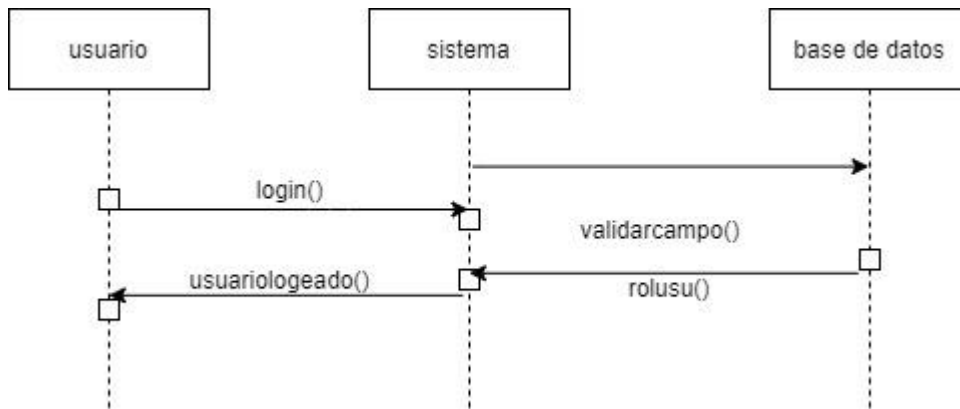 usuario
sistema
base de datos
login()
validarcampo()
usuariologeado()
rolusu()